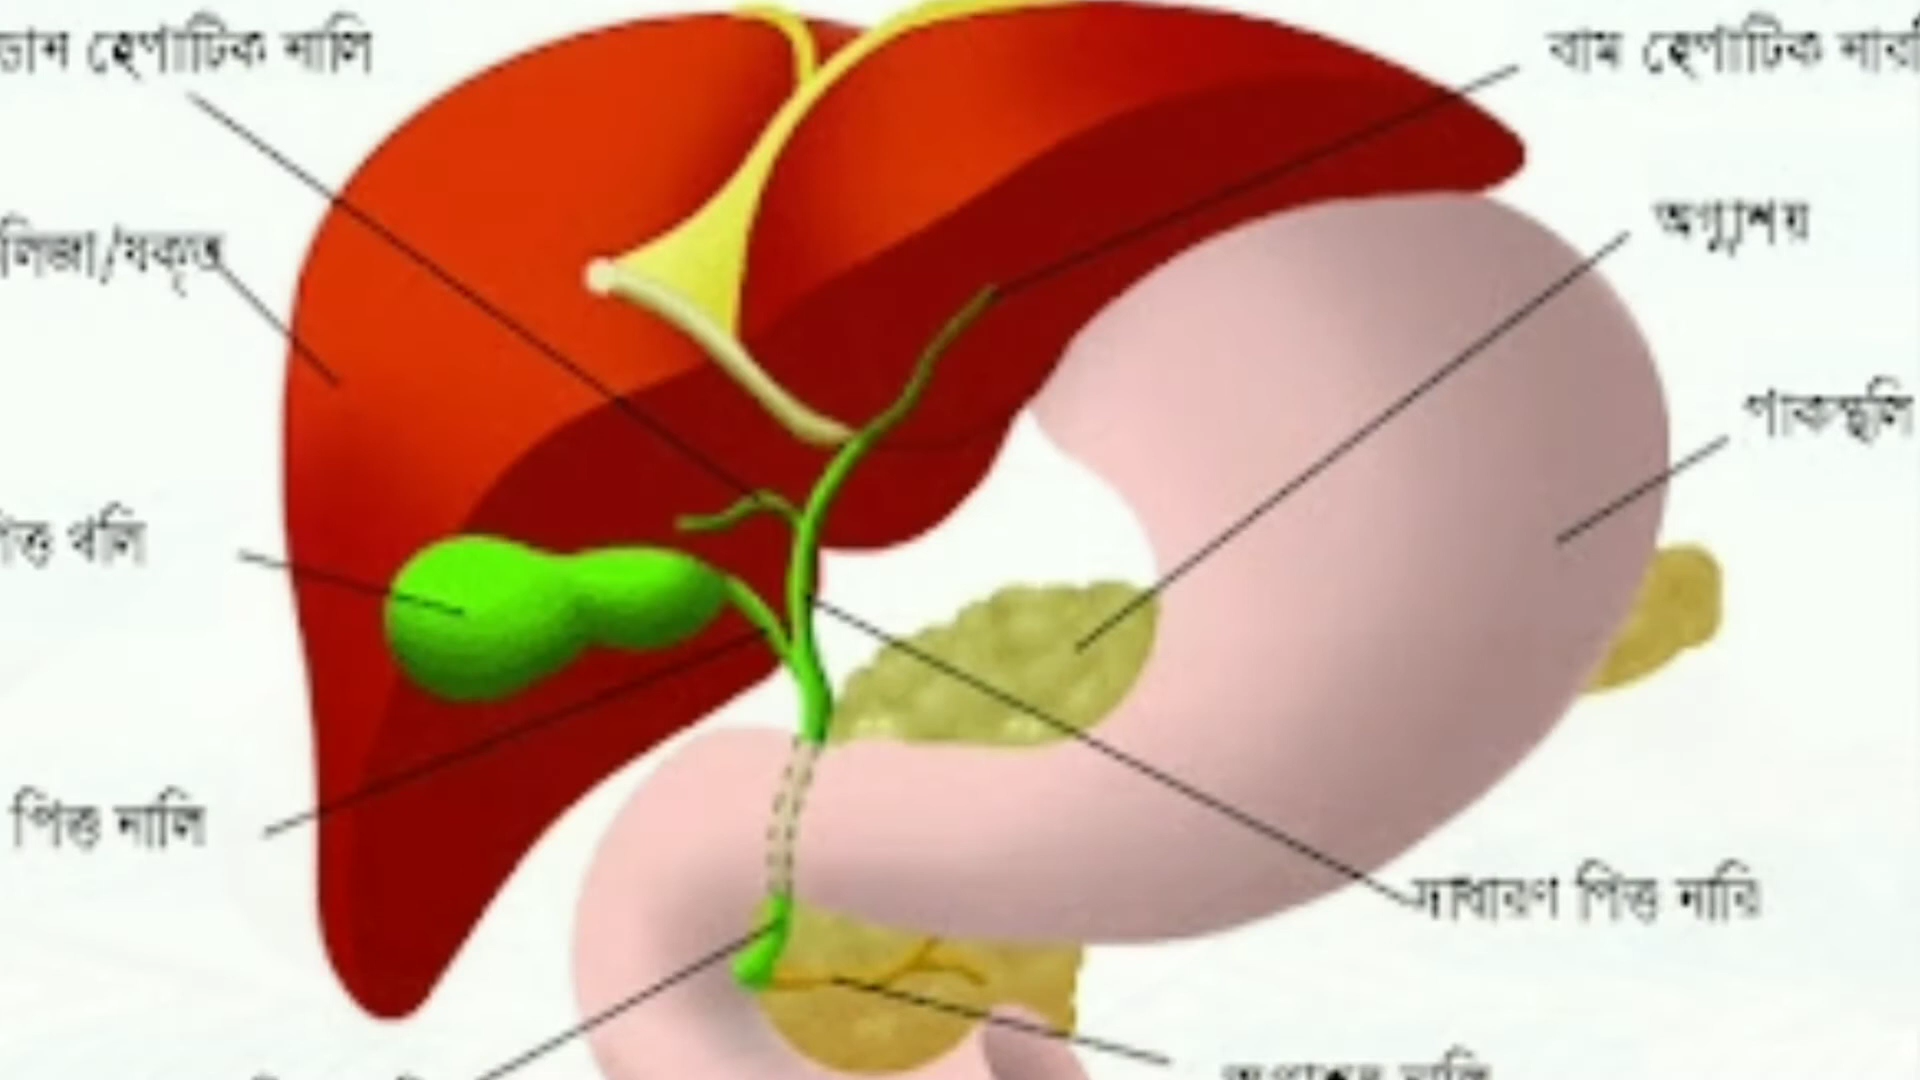 ডান হেপাটিক নালি
বাম হেপাটিক নারি
লিজা/যকৃত
অগ্ন্যাশয়
পাকস্থলি
পিত্ত থলি
পিত্ত নালি
সাধারণ পিত্ত নারি